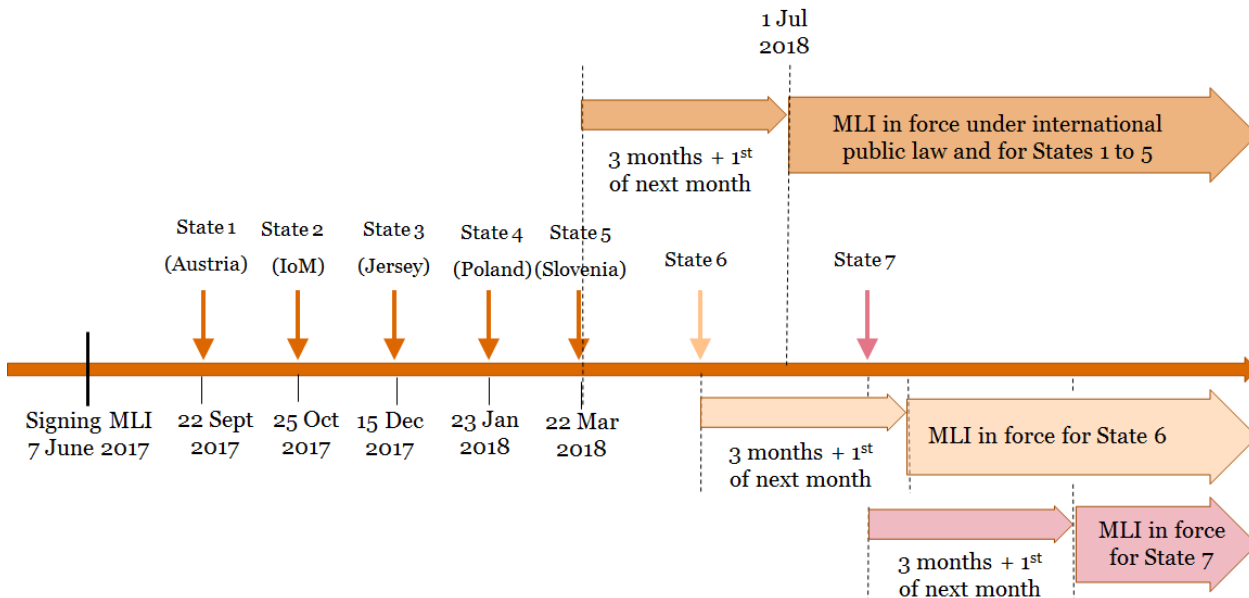 1 Jul
2018
MLI in force under international
public law and for States 1 to 5
3 months + 1st
of next month
State 1
(Austria)
State 2
(IoM)
State 3
(Jersey)
State 4
(Poland)
State 5
(Slovenia)
State 6
State 7
Signing MLI
7 June 2017
22 Sept
2017
25 Oct
2017
15 Dec
2017
23 Jan
2018
22 Mar
2018
MLI in force for State 6
3 months + 1st
of next month
MLI in force
for State 7
3 months + 1st
of next month